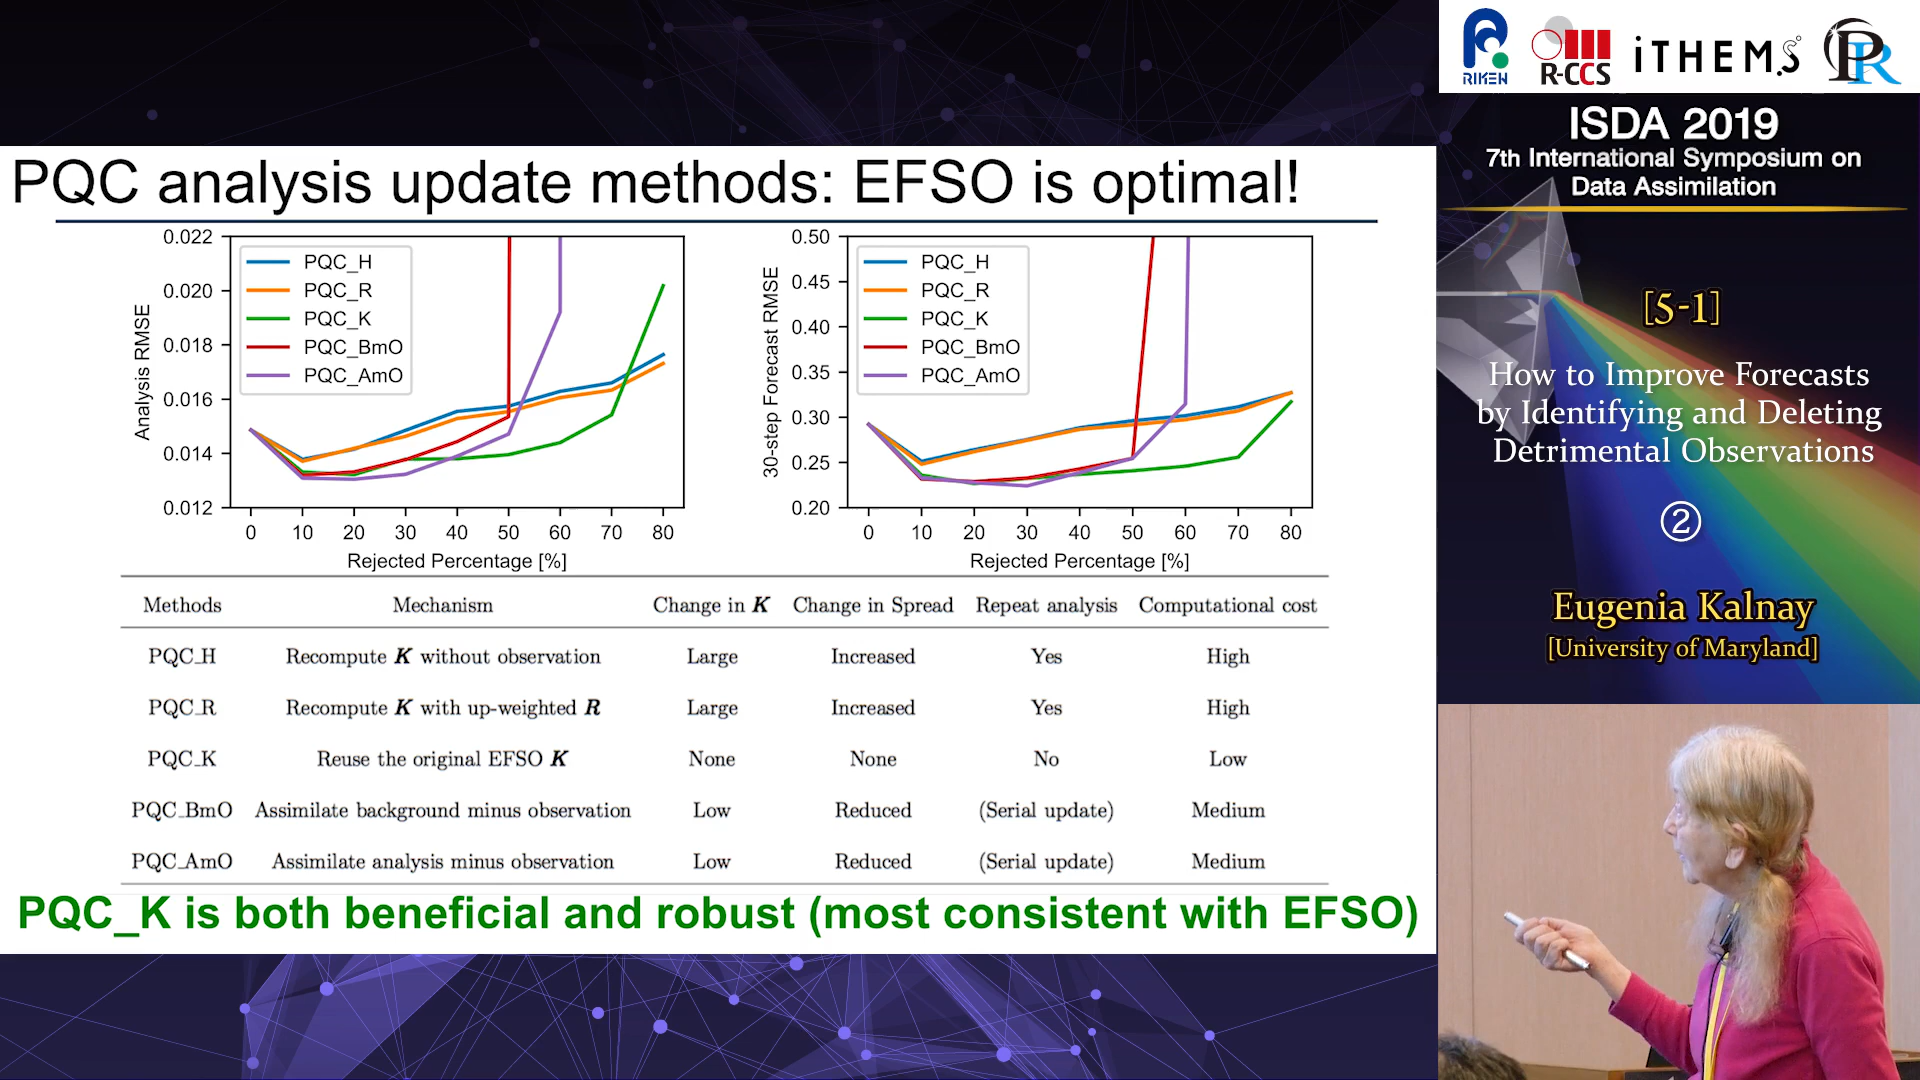 PQC analysis update methods: EFSO is optimal!
0.022
0.020
0.018
0.016
0.014
0.012
Analysis RMSE
PQC_H
PQC_R
PQC_K
PQC_BmO
PQC_AmO
0 10 20 30 40 50 60 70 80
Rejected Percentage [%]
0.50
0.45
0.40
0.35
0.30
0.25
0.20
30-step Forecast RMSE
PQC_H
PQC_R
PQC_K
PQC_BmO
PQC_AmO
0 10 20 30 40 50 60 70 80
Rejected Percentage [%]
Methods Mechanism Change in K Change in Spread Repeat analysis Computational cost
PQC_H Recompute K without observation Large Increased Yes High
PQC_R Recompute K with up-weighted R Large Increased Yes High
PQC_K Reuse the original EFSO K None None No Low
PQC_BmO Assimilate background minus observation Low Reduced (Serial update) Medium
PQC_AmO Assimilate analysis minus observation Low Reduced (Serial update) Medium
PQC_K is both beneficial and robust (most consistent with EFSO)
RIKEN
R-CCS
iTHEMS
PR
ISDA 2019
7th International Symposium on
Data Assimilation
[5-1]
How to Improve Forecasts
by Identifying and Deleting
Detrimental Observations
②
Eugenia Kalnay
[University of Maryland]